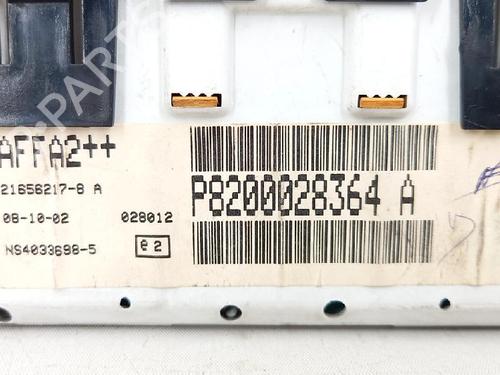 AFFA2++
21656217-8 A
08-10-02 028012
NS4033698-5 e2
P8200028364 A